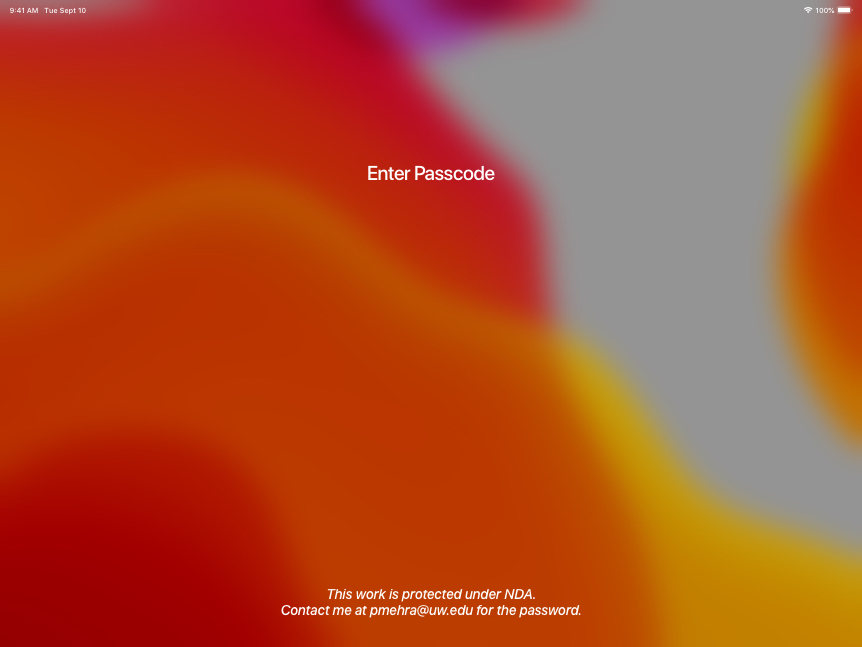 9:41 AM Tue Sept 10
100%
Enter Passcode
This work is protected under NDA.
Contact me at pmehra@uw.edu for the password.